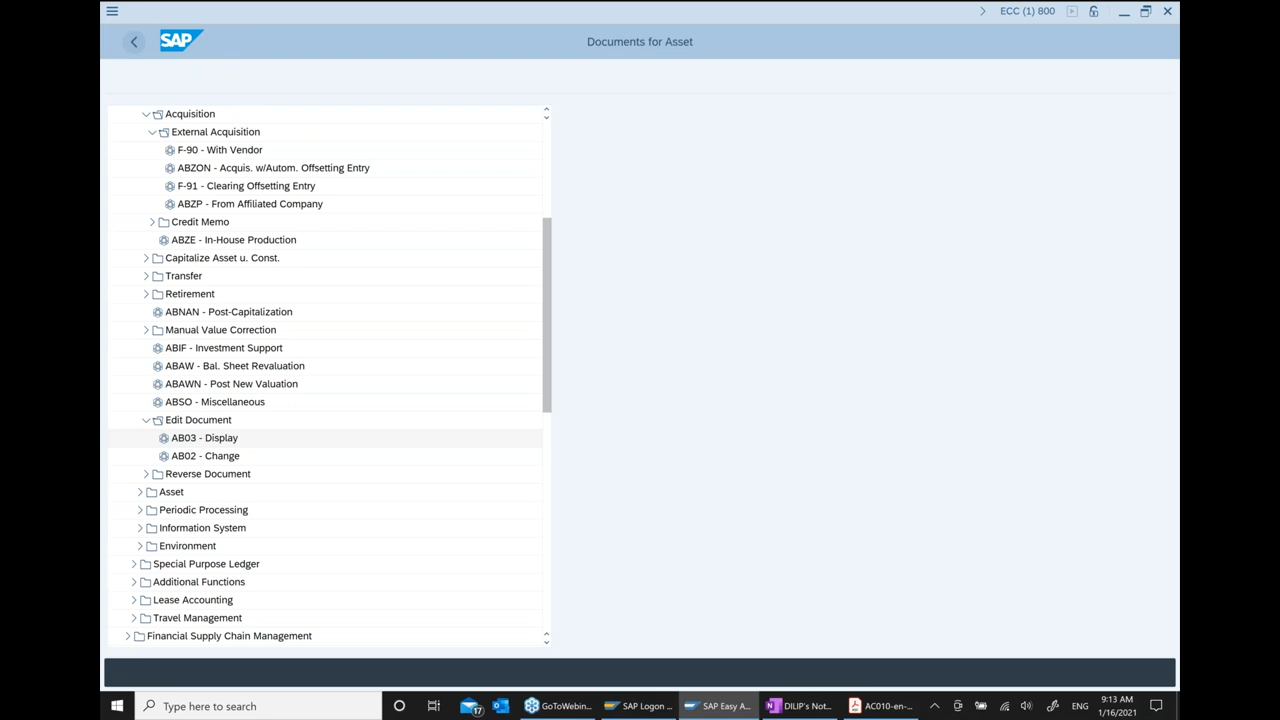 ECC (1) 800
SAP
Documents for Asset
Acquisition
External Acquisition
F-90 - With Vendor
ABZON - Acquis. w/Autom. Offsetting Entry
F-91 - Clearing Offsetting Entry
ABZP - From Affiliated Company
Credit Memo
ABZE - In-House Production
Capitalize Asset u. Const.
Transfer
Retirement
ABNAN - Post-Capitalization
Manual Value Correction
ABIF - Investment Support
ABAW - Bal. Sheet Revaluation
ABAWN - Post New Valuation
ABSO - Miscellaneous
Edit Document
AB03 - Display
AB02 - Change
Reverse Document
Asset
Periodic Processing
Information System
Environment
Special Purpose Ledger
Additional Functions
Lease Accounting
Travel Management
Financial Supply Chain Management
Type here to search
17
GoToWebin...
SAP Logon ...
SAP Easy A...
DILIP's Not...
AC010-en-...
ENG
9:13 AM
1/16/2021